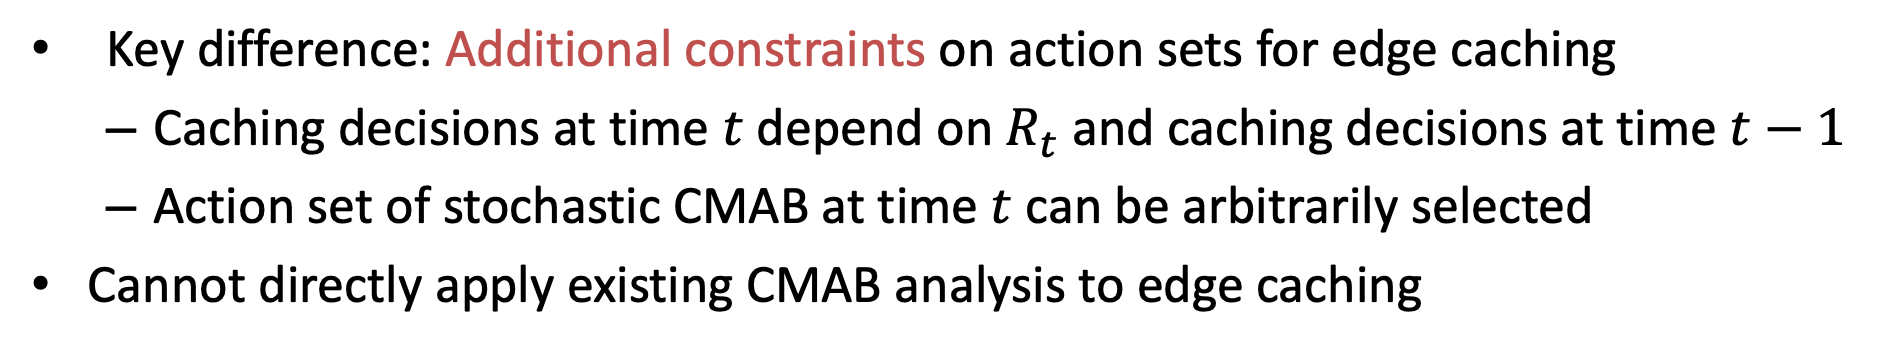 • Key difference: Additional constraints on action sets for edge caching
– Caching decisions at time t depend on Rₜ and caching decisions at time t − 1
– Action set of stochastic CMAB at time t can be arbitrarily selected
• Cannot directly apply existing CMAB analysis to edge caching